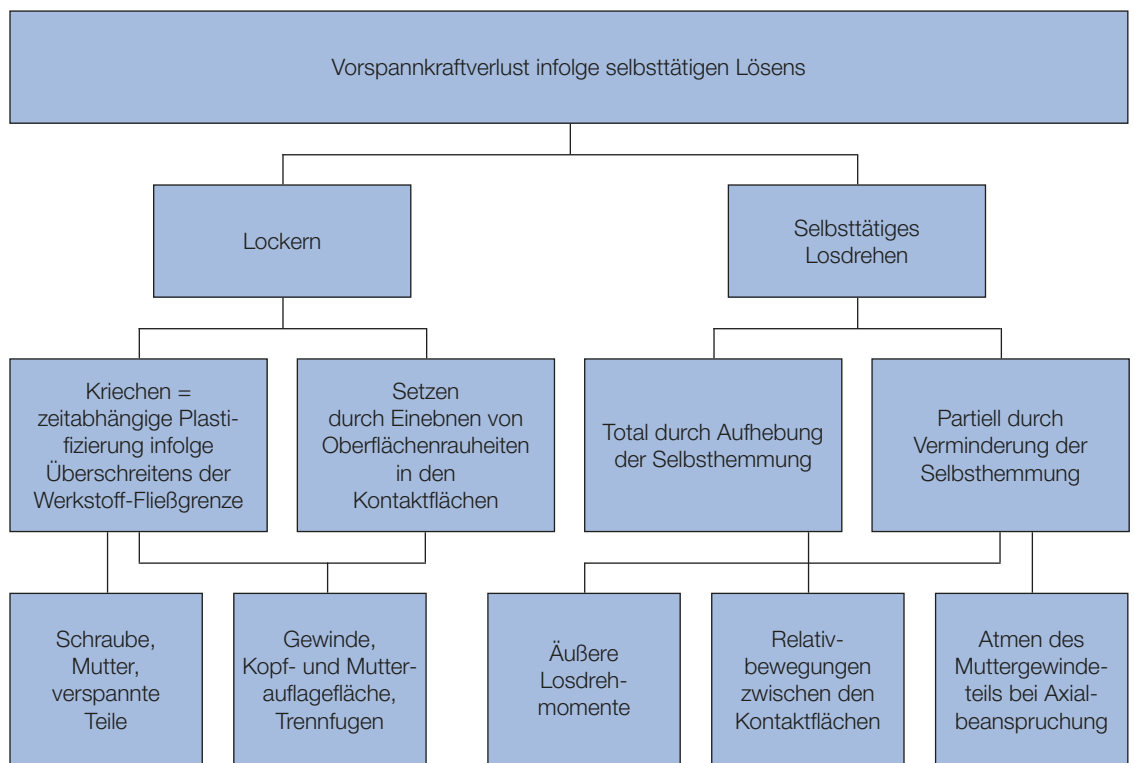 Vorspannkraftverlust infolge selbsttätigen Lösens
Lockern
Selbsttätiges
Losdrehen
Kriechen =
zeitabhängige Plasti-
fizierung infolge
Überschreitens der
Werkstoff-Fließgrenze
Setzen
durch Einebnen von
Oberflächenrauheiten
in den
Kontaktflächen
Total durch Aufhebung
der Selbsthemmung
Partiell durch
Verminderung der
Selbsthemmung
Schraube,
Mutter,
verspannte
Teile
Gewinde,
Kopf- und Mutter-
auflagefläche,
Trennfugen
Äußere
Losdreh-
momente
Relativ-
bewegungen
zwischen den
Kontaktflächen
Atmen des
Muttergewinde-
teils bei Axial-
beanspruchung